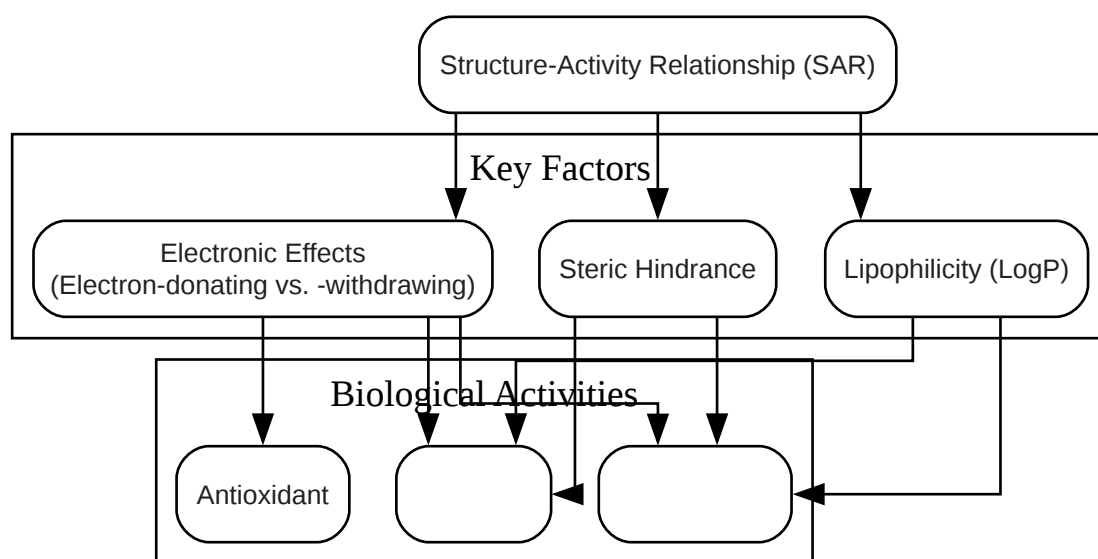 Structure-Activity Relationship (SAR)
Key Factors
Electronic Effects
(Electron-donating vs. -withdrawing)
Steric Hindrance
Lipophilicity (LogP)
Biological Activities
Antioxidant